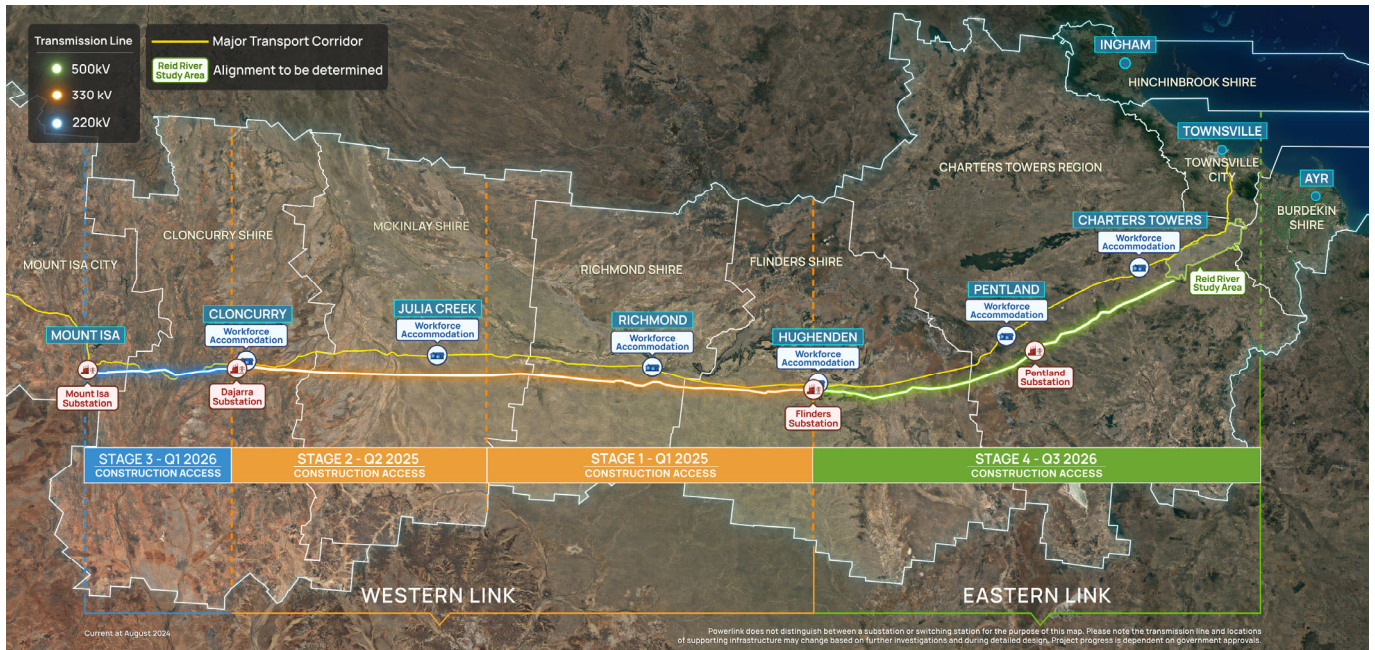 Transmission Line
500kV
330 kV
220kV
Major Transport Corridor
Reid River
Study Area
Alignment to be determined
INGHAM
HINCHINBROOK SHIRE
TOWNSVILLE
TOWNSVILLE
CITY
AYR
BURDEKIN
SHIRE
CHARTERS TOWERS REGION
CHARTERS TOWERS
Workforce
Accommodation
Reid River
Study Area
MOUNT ISA CITY
CLONCURRY SHIRE
MCKINLAY SHIRE
RICHMOND SHIRE
FLINDERS SHIRE
MOUNT ISA
Mount Isa
Substation
CLONCURRY
Workforce
Accommodation
Dajarra
Substation
JULIA CREEK
Workforce
Accommodation
RICHMOND
Workforce
Accommodation
HUGHENDEN
Workforce
Accommodation
Flinders
Substation
PENTLAND
Workforce
Accommodation
Pentland
Substation
STAGE 3 - Q1 2026
CONSTRUCTION ACCESS
STAGE 2 - Q2 2025
CONSTRUCTION ACCESS
STAGE 1 - Q1 2025
CONSTRUCTION ACCESS
STAGE 4 - Q3 2026
CONSTRUCTION ACCESS
WESTERN LINK
EASTERN LINK
Current at August 2024
Powerlink does not distinguish between a substation or switching station for the purpose of this map. Please note the transmission line and locations
of supporting infrastructure may change based on further investigations and during detailed design. Project progress is dependent on government approvals.